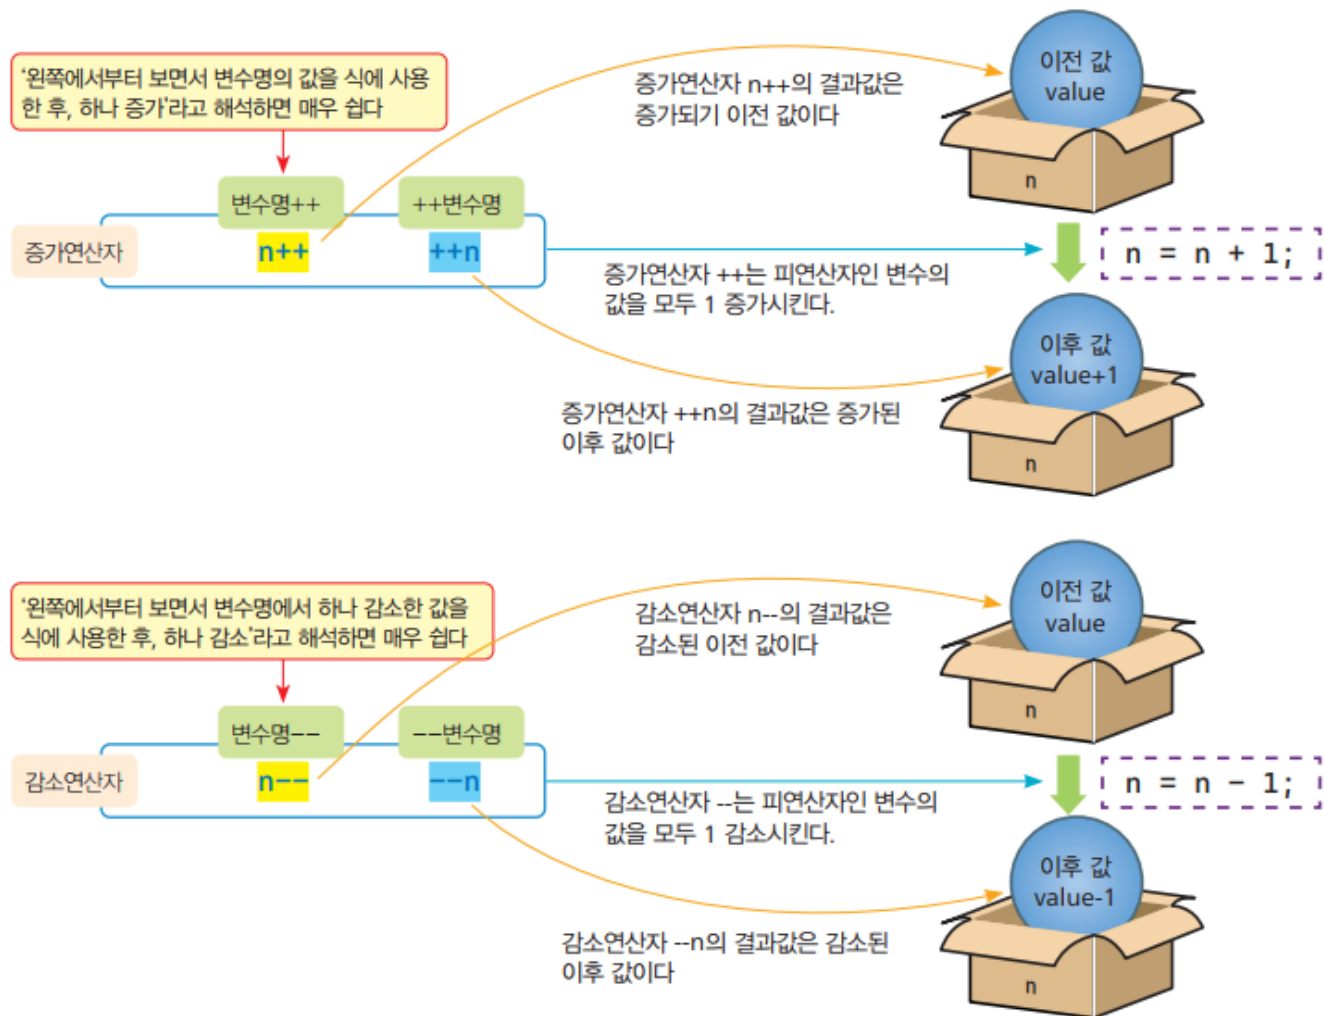 '왼쪽에서부터 보면서 변수명의 값을 식에 사용
한 후, 하나 증가'라고 해석하면 매우 쉽다
증가연산자 n++의 결과값은
증가되기 이전 값이다
이전 값
value
n
변수명++
++변수명
증가연산자
n++
++n
n = n + 1;
증가연산자 ++는 피연산자인 변수의
값을 모두 1 증가시킨다.
이후 값
value+1
n
증가연산자 ++n의 결과값은 증가된
이후 값이다
'왼쪽에서부터 보면서 변수명에서 하나 감소한 값을
식에 사용한 후, 하나 감소'라고 해석하면 매우 쉽다
감소연산자 n--의 결과값은
감소된 이전 값이다
이전 값
value
n
변수명--
--변수명
감소연산자
n--
--n
n = n - 1;
감소연산자 --는 피연산자인 변수의
값을 모두 1 감소시킨다.
이후 값
value-1
n
감소연산자 --n의 결과값은 감소된
이후 값이다